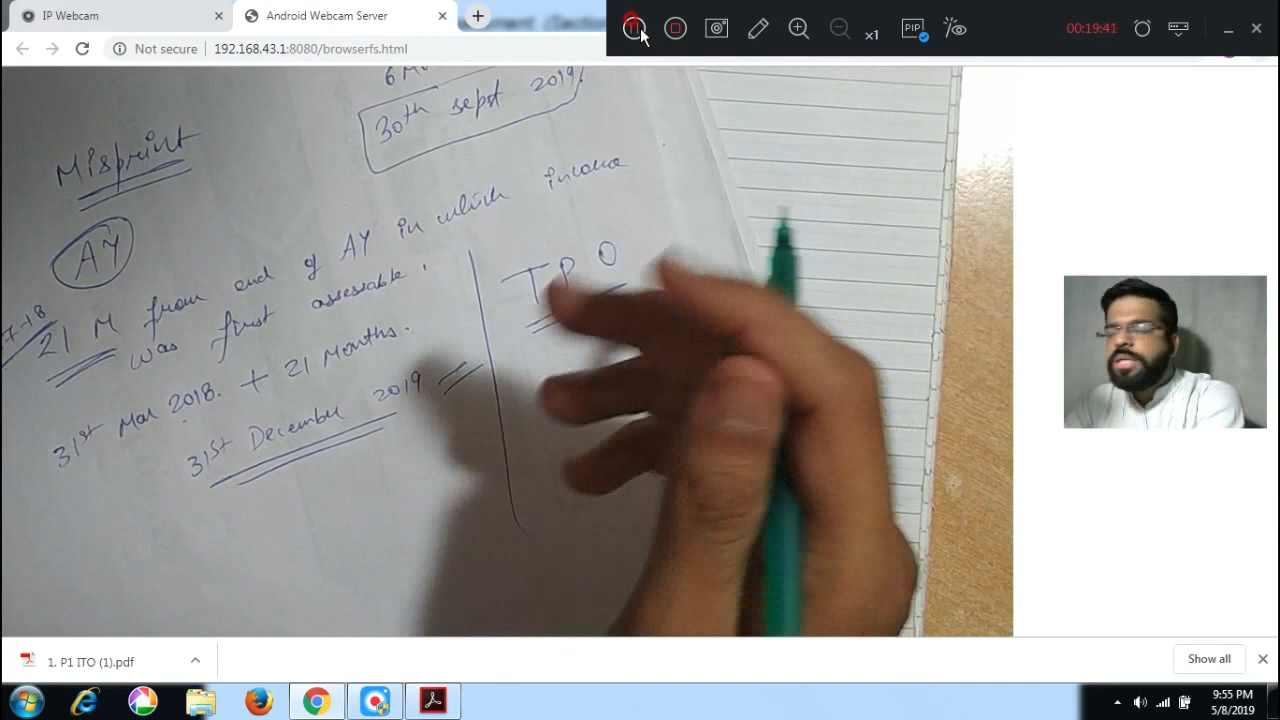 IP Webcam
Android Webcam Server
Not secure
192.168.43.1:8080/browserfs.html
x1
PIP
00:19:41
30th sept 2019
Misprint
AY
21 M from end of AY in which income
was first assessable.
31st Mar 2018. + 21 Months.
31st December 2019
TPO
1. P1 ITO (1).pdf
Show all
9:55 PM
5/8/2019